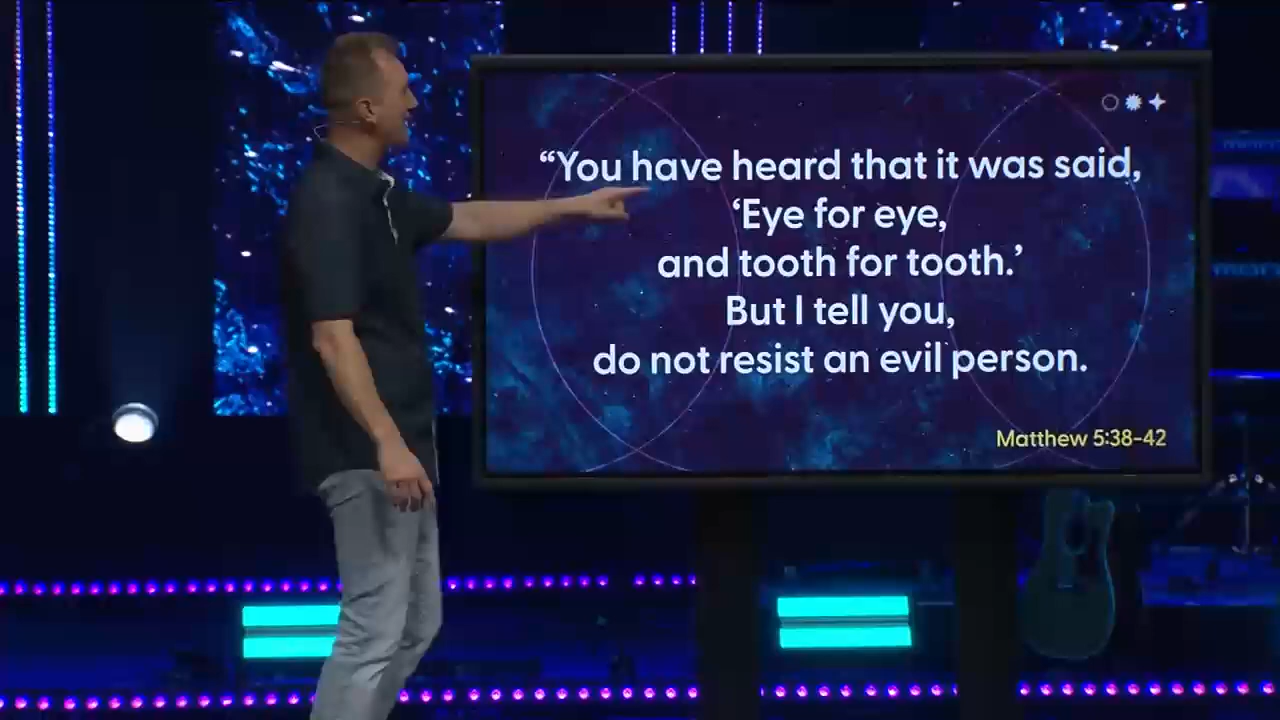 “You have heard that it was said,
‘Eye for eye,
and tooth for tooth.’
But I tell you,
do not resist an evil person.
Matthew 5:38-42